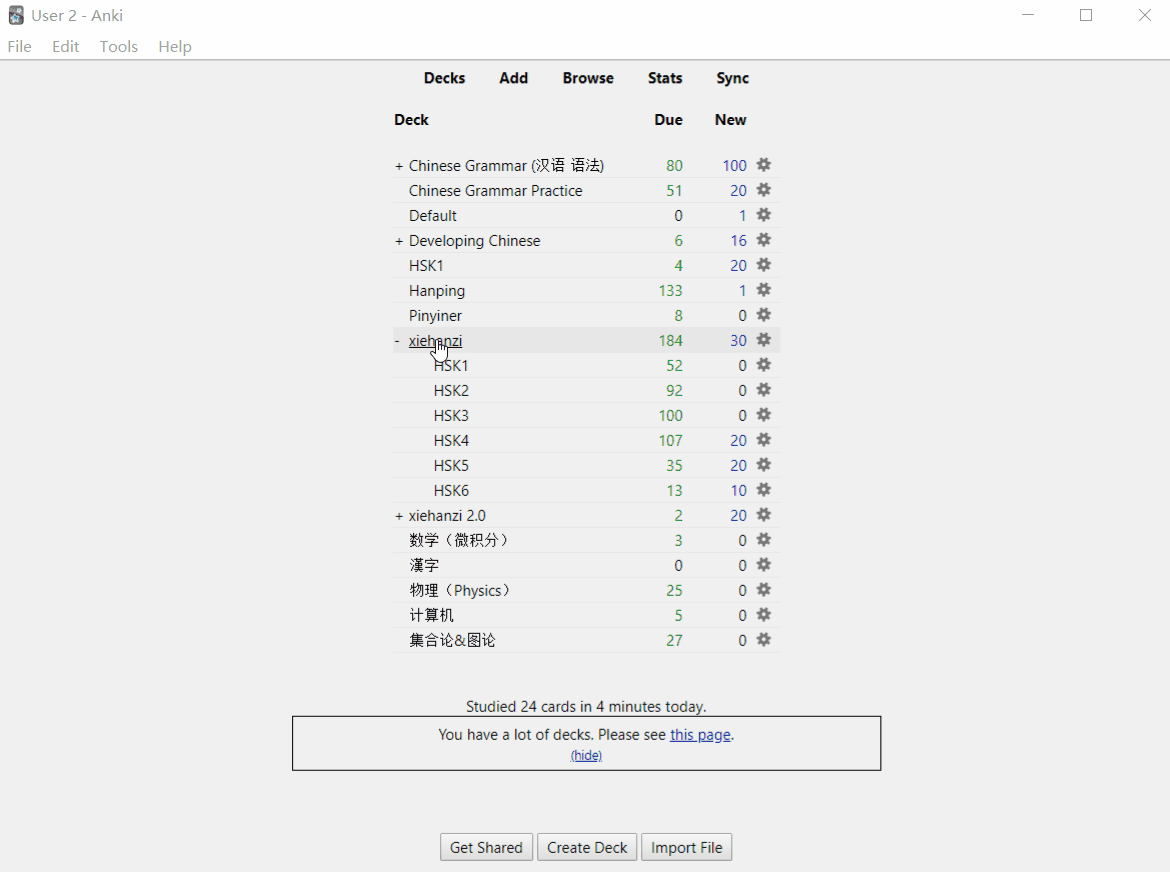 User 2 - Anki
File Edit Tools Help
Decks Add Browse Stats Sync
Deck Due New
+ Chinese Grammar (汉语 语法) 80 100
Chinese Grammar Practice 51 20
Default 0 1
+ Developing Chinese 6 16
HSK1 4 20
Hanping 133 1
Pinyiner 8 0
- xiehanzi 184 30
HSK1 52 0
HSK2 92 0
HSK3 100 0
HSK4 107 20
HSK5 35 20
HSK6 13 10
+ xiehanzi 2.0 2 20
数学（微积分） 3 0
漢字 0 0
物理（Physics） 25 0
计算机 5 0
集合论&图论 27 0
Studied 24 cards in 4 minutes today.
You have a lot of decks. Please see this page.
(hide)
Get Shared Create Deck Import File